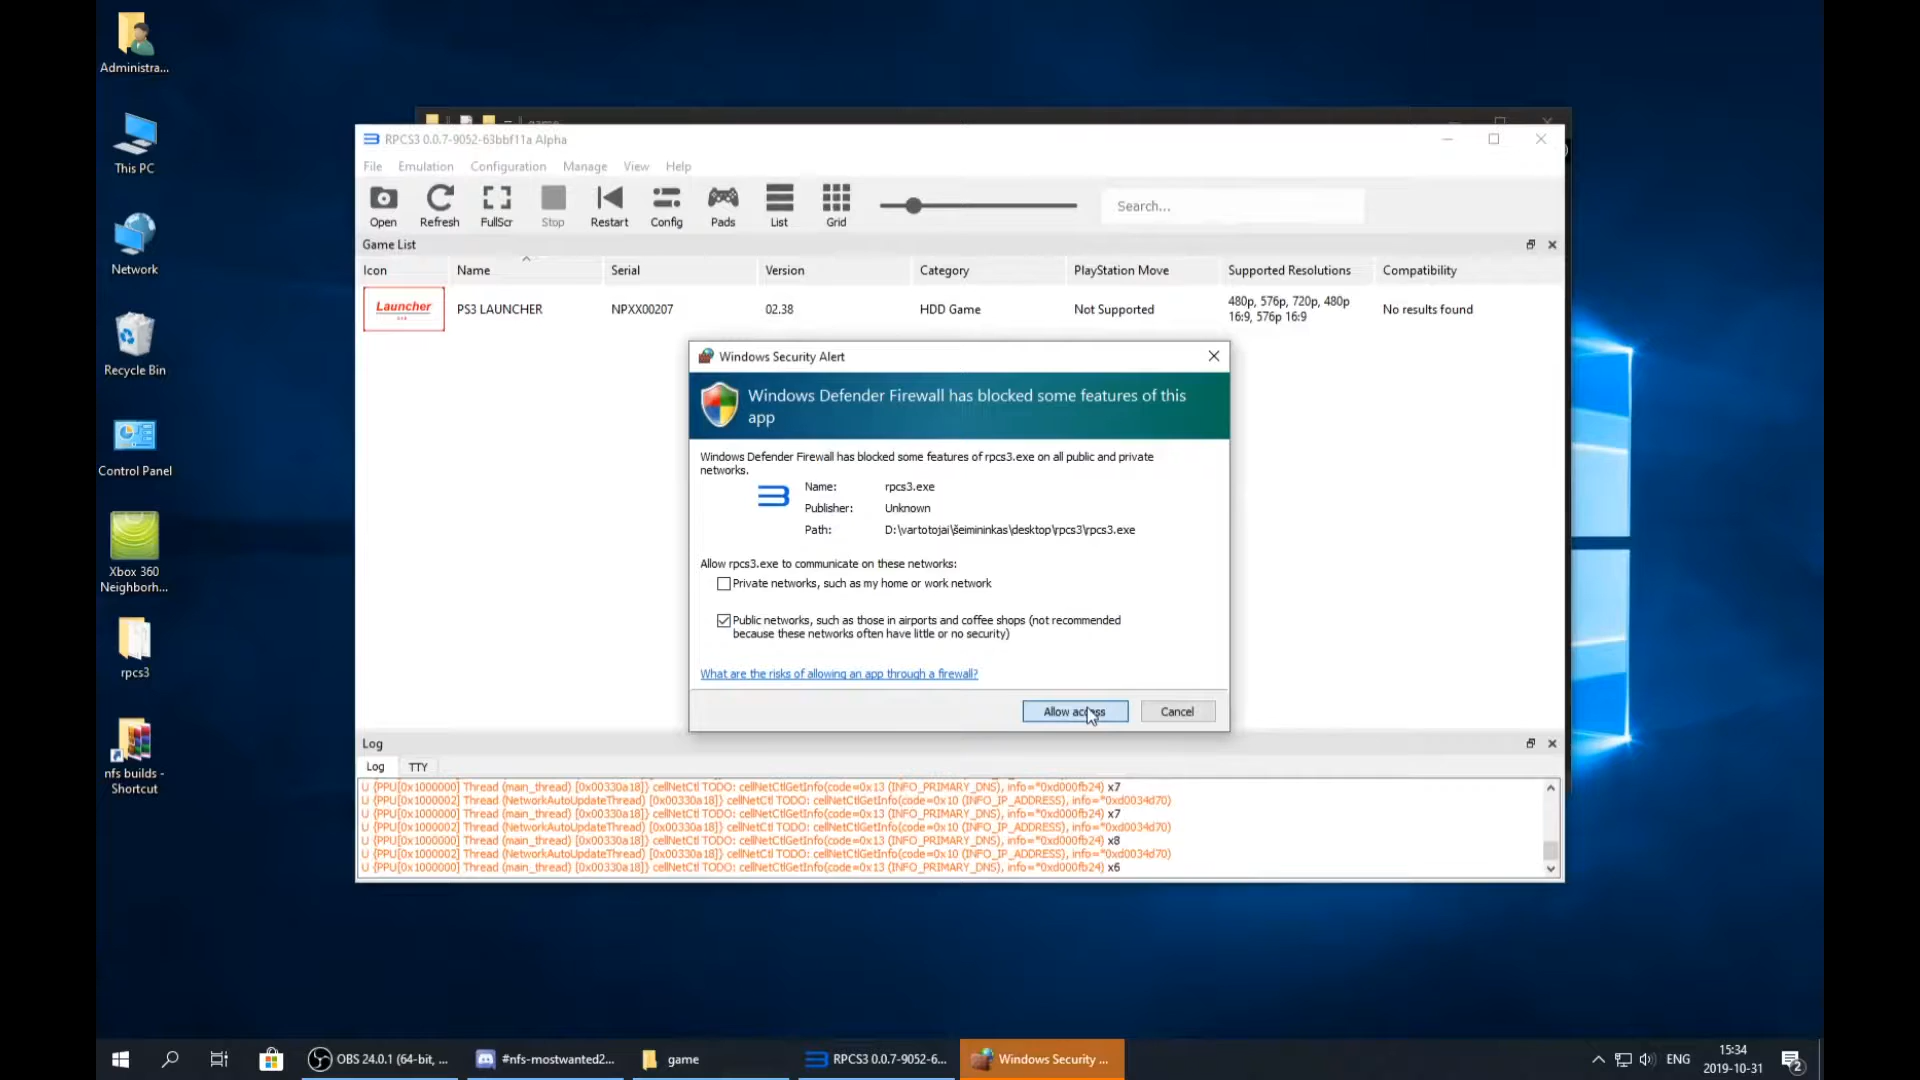 Administra...
This PC
Network
Recycle Bin
Control Panel
Xbox 360
Neighborh...
rpcs3
nfs builds -
Shortcut
RPCS3 0.0.7-9052-63bbf11a Alpha
File Emulation Configuration Manage View Help
Open Refresh FullScr Stop Restart Config Pads List Grid
Search...
Game List
Icon Name Serial Version Category PlayStation Move Supported Resolutions Compatibility
Launcher PS3 LAUNCHER NPXX00207 02.38 HDD Game Not Supported 480p, 576p, 720p, 480p No results found
16:9, 576p 16:9
Windows Security Alert
Windows Defender Firewall has blocked some features of this
app
Windows Defender Firewall has blocked some features of rpcs3.exe on all public and private
networks.
Name: rpcs3.exe
Publisher: Unknown
Path: D:\vartotojai\šeimininkas\desktop\rpcs3\rpcs3.exe
Allow rpcs3.exe to communicate on these networks:
Private networks, such as my home or work network
Public networks, such as those in airports and coffee shops (not recommended
because these networks often have little or no security)
What are the risks of allowing an app through a firewall?
Allow access Cancel
Log
Log TTY
U {PPU[0x1000000] Thread (main_thread) [0x00330a18]} cellNetCtl TODO: cellNetCtlGetInfo(code=0x13 (INFO_PRIMARY_DNS), info=*0xd000fb24) x7
U {PPU[0x1000002] Thread (NetworkAutoUpdateThread) [0x00330a18]} cellNetCtl TODO: cellNetCtlGetInfo(code=0x10 (INFO_IP_ADDRESS), info=*0xd0034d70)
U {PPU[0x1000000] Thread (main_thread) [0x00330a18]} cellNetCtl TODO: cellNetCtlGetInfo(code=0x13 (INFO_PRIMARY_DNS), info=*0xd000fb24) x7
U {PPU[0x1000002] Thread (NetworkAutoUpdateThread) [0x00330a18]} cellNetCtl TODO: cellNetCtlGetInfo(code=0x10 (INFO_IP_ADDRESS), info=*0xd0034d70)
U {PPU[0x1000000] Thread (main_thread) [0x00330a18]} cellNetCtl TODO: cellNetCtlGetInfo(code=0x13 (INFO_PRIMARY_DNS), info=*0xd000fb24) x8
U {PPU[0x1000002] Thread (NetworkAutoUpdateThread) [0x00330a18]} cellNetCtl TODO: cellNetCtlGetInfo(code=0x10 (INFO_IP_ADDRESS), info=*0xd0034d70)
U {PPU[0x1000000] Thread (main_thread) [0x00330a18]} cellNetCtl TODO: cellNetCtlGetInfo(code=0x13 (INFO_PRIMARY_DNS), info=*0xd000fb24) x6
OBS 24.0.1 (64-bit, ... #nfs-mostwanted2... game RPCS3 0.0.7-9052-6... Windows Security ... ENG 15:34
2019-10-31 2